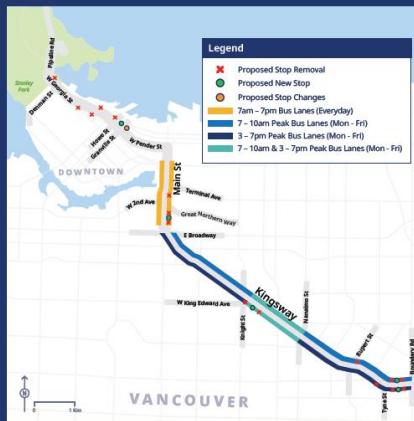 Pipeline Rd
Stanley
Park
W Georgia St
Denman St
Howe St
Granville St
W Pender St
DOWNTOWN
Main St
Terminal Ave
W 2nd Ave
Great Northern Way
E Broadway
W King Edward Ave
Kingsway
Knight St
Nanaimo St
Rupert St
Boundary Rd
Tyne St
VANCOUVER
N
0 1 Km
Legend
Proposed Stop Removal
Proposed New Stop
Proposed Stop Changes
7am – 7pm Bus Lanes (Everyday)
7 – 10am Peak Bus Lanes (Mon - Fri)
3 – 7pm Peak Bus Lanes (Mon - Fri)
7 – 10am & 3 – 7pm Peak Bus Lanes (Mon - Fri)